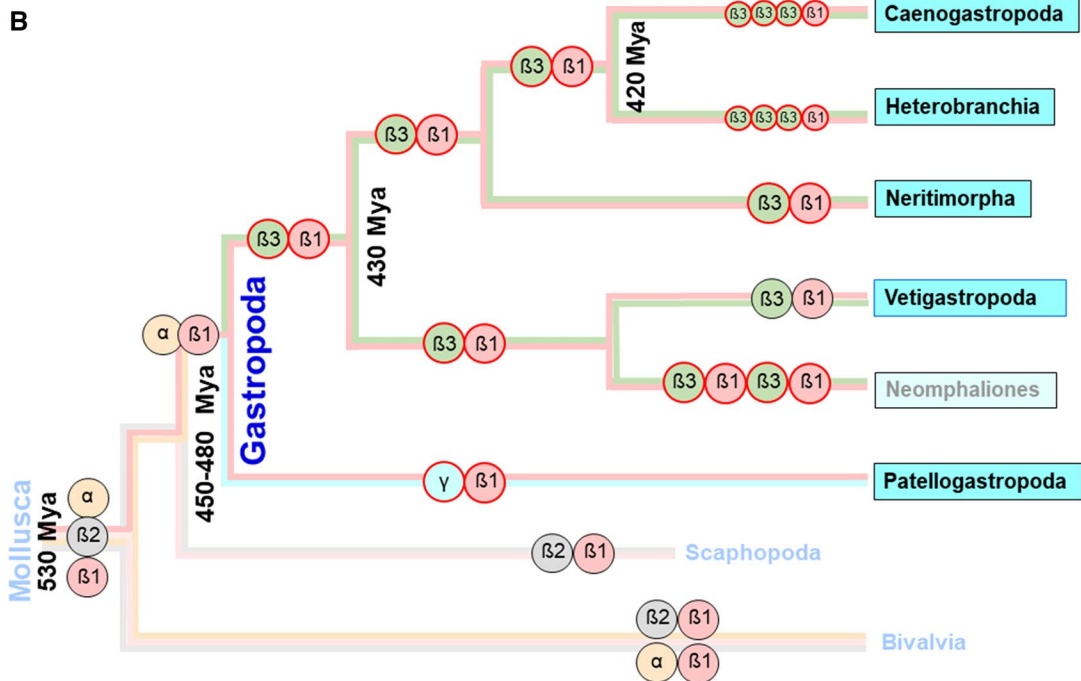 B
ß3 ß3 ß3 ß1
Caenogastropoda
ß3 ß1
420 Mya
ß3 ß3 ß3 ß1
Heterobranchia
ß3 ß1
ß3 ß1
Neritimorpha
430 Mya
ß3 ß1
ß3 ß1
Vetigastropoda
α ß1
Gastropoda
ß3 ß1
ß3 ß1 ß3 ß1
Neomphaliones
450-480 Mya
γ ß1
Patellogastropoda
Mollusca
530 Mya
α
ß2
ß1
ß2 ß1
Scaphopoda
ß2 ß1
α ß1
Bivalvia